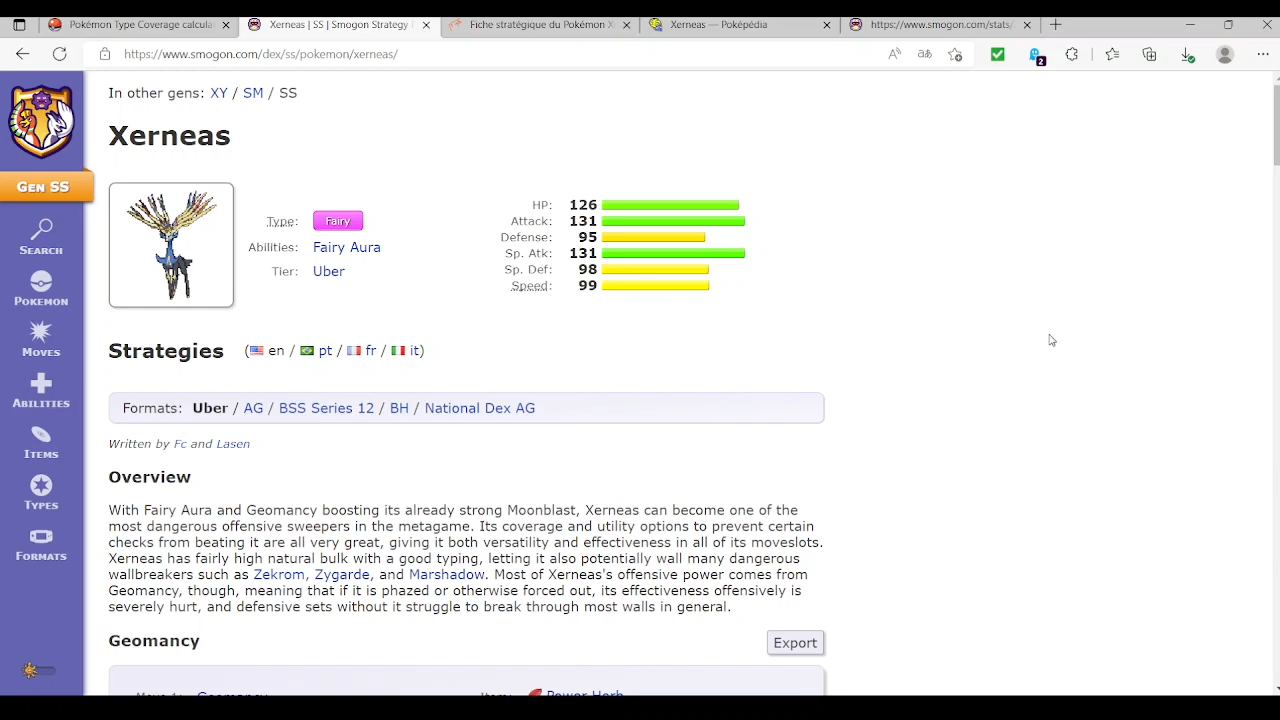 Pokémon Type Coverage calcula
Xerneas | SS | Smogon Strategy
Fiche stratégique du Pokémon X
Xerneas — Poképédia
https://www.smogon.com/stats/
https://www.smogon.com/dex/ss/pokemon/xerneas/
2
In other gens: XY / SM / SS
Xerneas
GEN SS
SEARCH
POKEMON
MOVES
ABILITIES
ITEMS
TYPES
FORMATS
Type: Fairy
Abilities: Fairy Aura
Tier: Uber
HP: 126
Attack: 131
Defense: 95
Sp. Atk: 131
Sp. Def: 98
Speed: 99
Strategies (en / pt / fr / it)
Formats: Uber / AG / BSS Series 12 / BH / National Dex AG
Written by Fc and Lasen
Overview
With Fairy Aura and Geomancy boosting its already strong Moonblast, Xerneas can become one of the
most dangerous offensive sweepers in the metagame. Its coverage and utility options to prevent certain
checks from beating it are all very great, giving it both versatility and effectiveness in all of its moveslots.
Xerneas has fairly high natural bulk with a good typing, letting it also potentially wall many dangerous
wallbreakers such as Zekrom, Zygarde, and Marshadow. Most of Xerneas's offensive power comes from
Geomancy, though, meaning that if it is phazed or otherwise forced out, its effectiveness offensively is
severely hurt, and defensive sets without it struggle to break through most walls in general.
Geomancy
Export
Move 1: Geomancy
Item: Power Herb